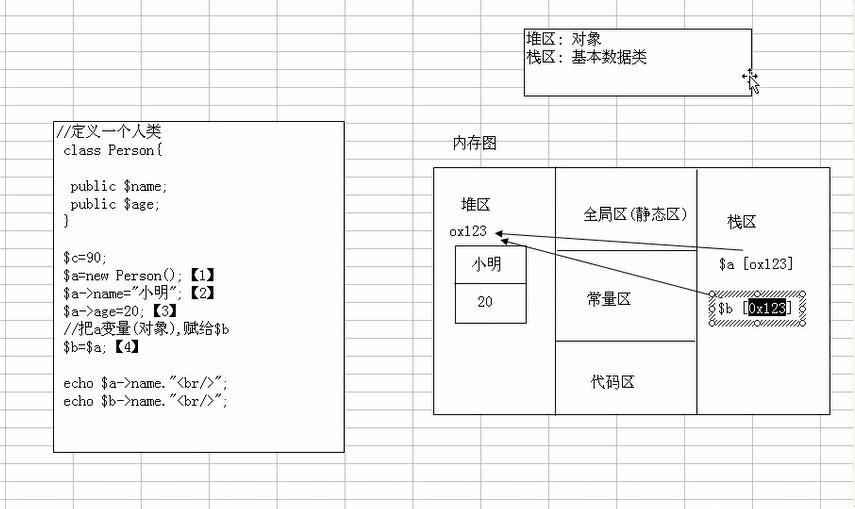 堆区: 对象
栈区: 基本数据类
//定义一个人类
class Person{
public $name;
public $age;
}
$c=90;
$a=new Person();【1】
$a->name="小明";【2】
$a->age=20;【3】
//把a变量(对象),赋给$b
$b=$a;【4】
echo $a->name."<br/>";
echo $b->name."<br/>";
内存图
堆区
ox123
小明
20
全局区(静态区)
常量区
代码区
栈区
$a [ox123]
$b [0x123]